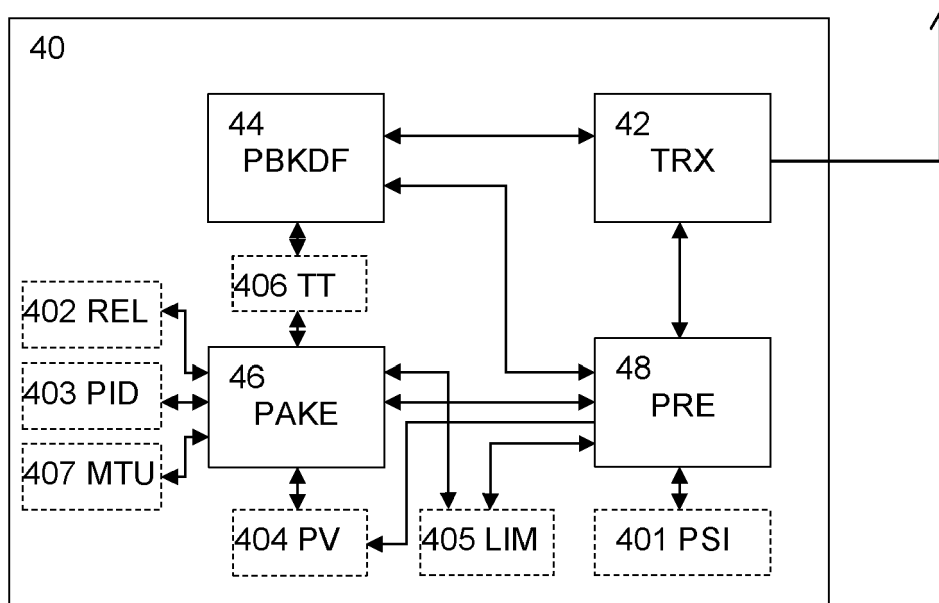 40
44
PBKDF
42
TRX
406 TT
402 REL
403 PID
407 MTU
46
PAKE
48
PRE
404 PV
405 LIM
401 PSI